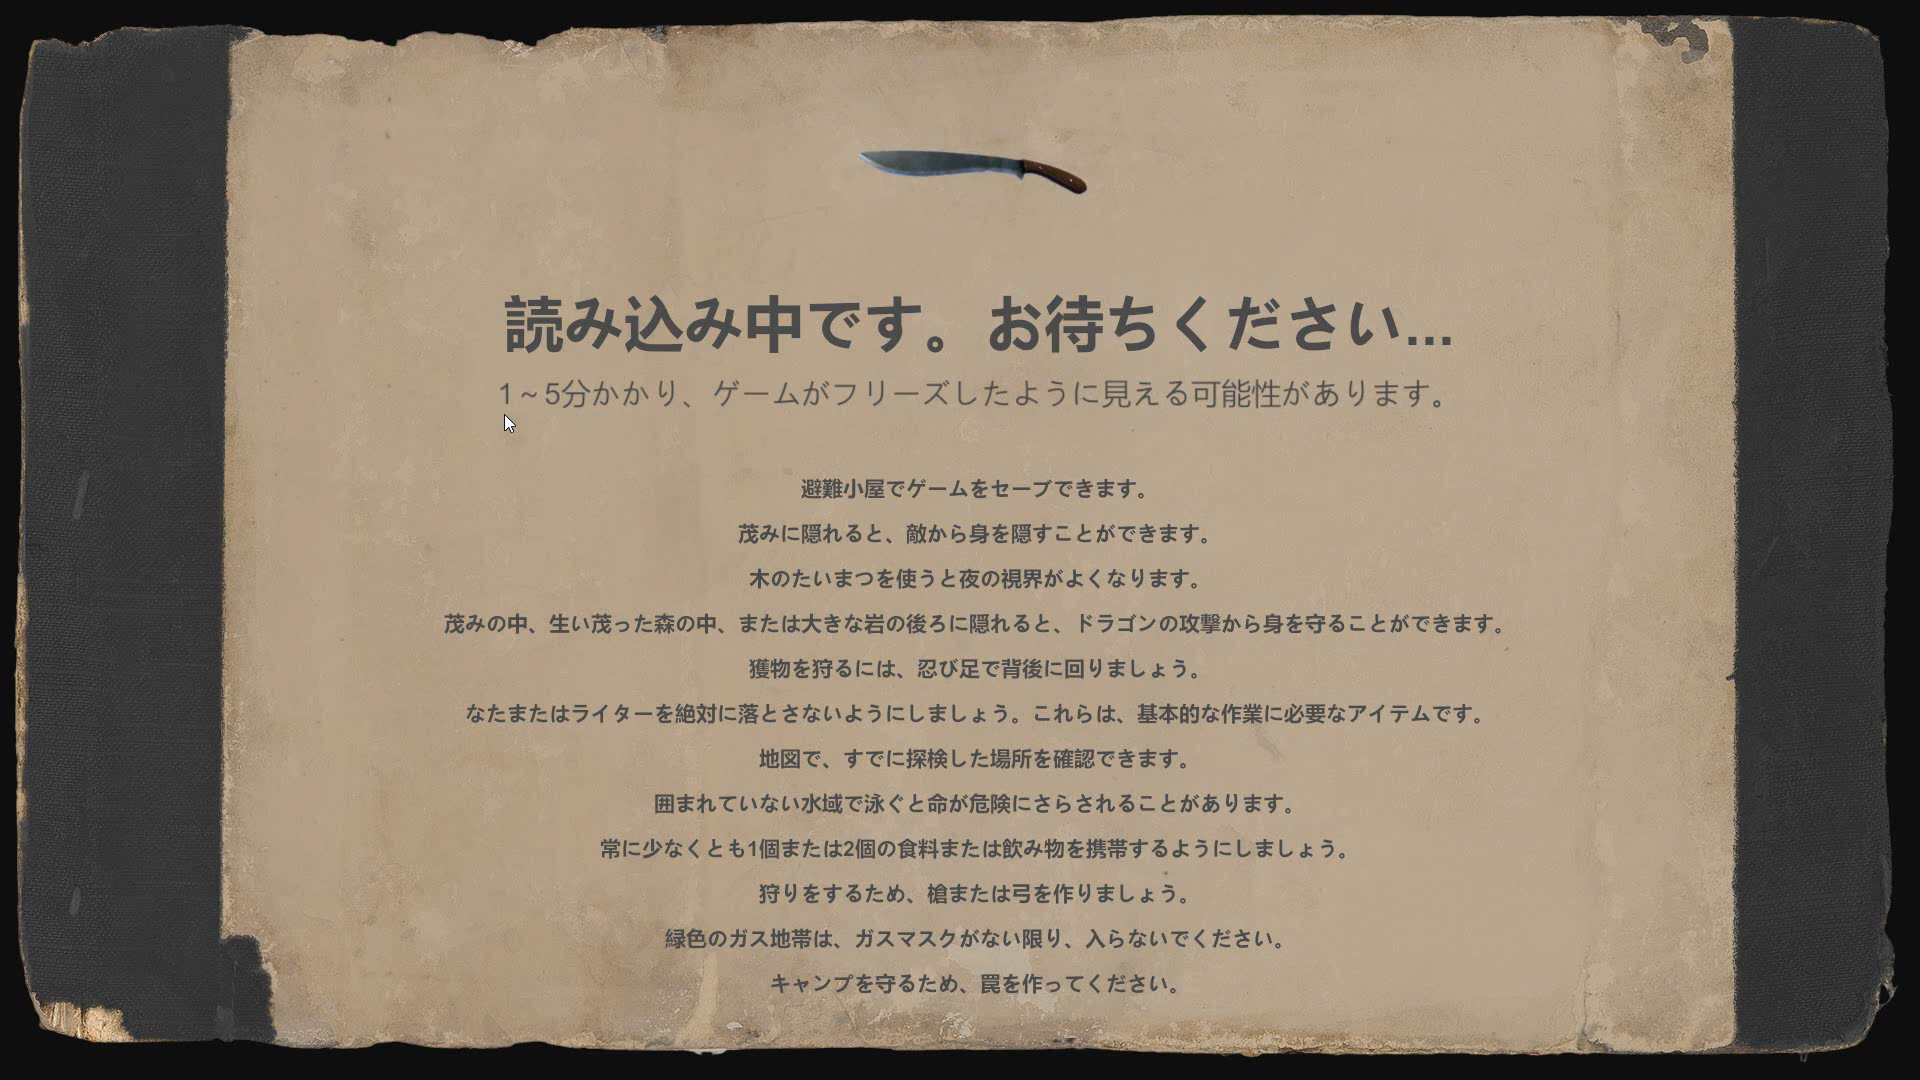 読み込み中です。お待ちください...
1～5分かかり、ゲームがフリーズしたように見える可能性があります。
避難小屋でゲームをセーブできます。
茂みに隠れると、敵から身を隠すことができます。
木のたいまつを使うと夜の視界がよくなります。
茂みの中、生い茂った森の中、または大きな岩の後ろに隠れると、ドラゴンの攻撃から身を守ることができます。
獲物を狩るには、忍び足で背後に回りましょう。
なたまたはライターを絶対に落とさないようにしましょう。これらは、基本的な作業に必要なアイテムです。
地図で、すでに探検した場所を確認できます。
囲まれていない水域で泳ぐと命が危険にさらされることがあります。
常に少なくとも1個または2個の食料または飲み物を携帯するようにしましょう。
狩りをするため、槍または弓を作りましょう。
緑色のガス地帯は、ガスマスクがない限り、入らないでください。
キャンプを守るため、罠を作ってください。